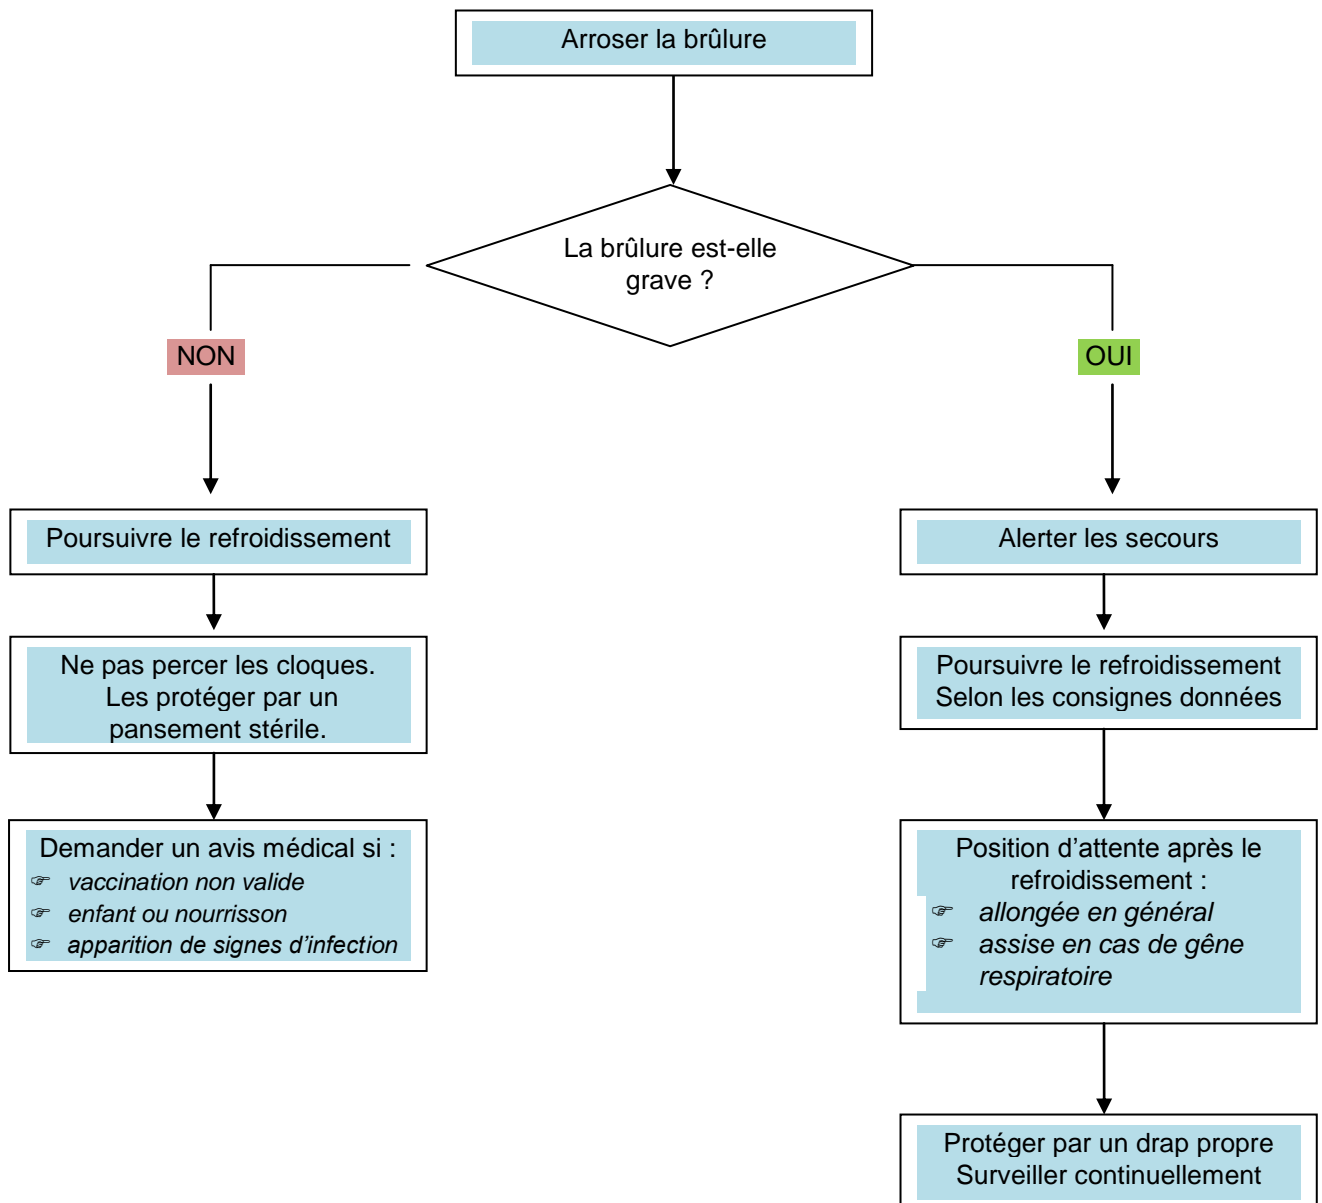 Arroser la brûlure
La brûlure est-elle
grave ?
NON
OUI
Poursuivre le refroidissement
Ne pas percer les cloques.
Les protéger par un
pansement stérile.
Demander un avis médical si :
☞ vaccination non valide
☞ enfant ou nourrisson
☞ apparition de signes d’infection
Alerter les secours
Poursuivre le refroidissement
Selon les consignes données
Position d’attente après le
refroidissement :
☞ allongée en général
☞ assise en cas de gêne
respiratoire
Protéger par un drap propre
Surveiller continuellement